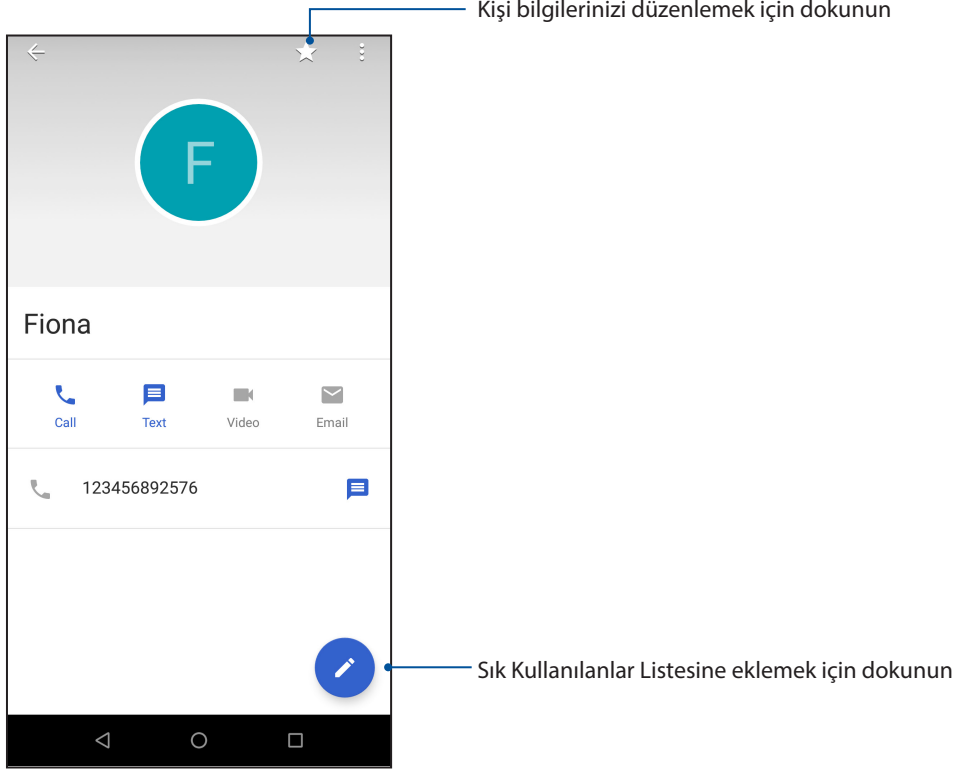 Kişi bilgilerinizi düzenlemek için dokunun
F
Fiona
Call Text Video Email
123456892576
Sık Kullanılanlar Listesine eklemek için dokunun